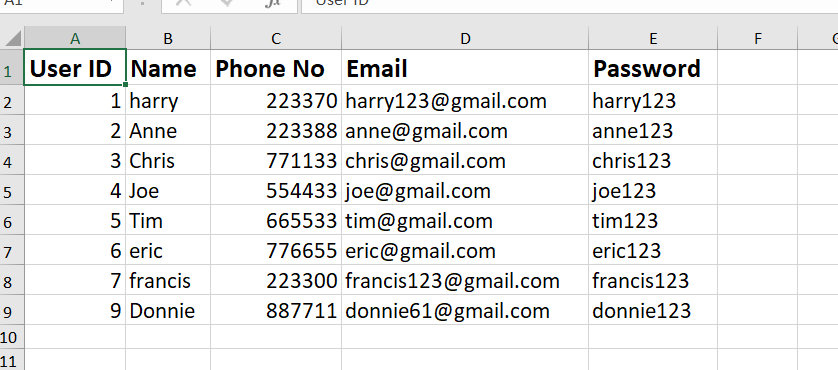 A1 fx User ID
A B C D E F
1 User ID Name Phone No Email Password
2 1 harry 223370 harry123@gmail.com harry123
3 2 Anne 223388 anne@gmail.com anne123
4 3 Chris 771133 chris@gmail.com chris123
5 4 Joe 554433 joe@gmail.com joe123
6 5 Tim 665533 tim@gmail.com tim123
7 6 eric 776655 eric@gmail.com eric123
8 7 francis 223300 francis123@gmail.com francis123
9 9 Donnie 887711 donnie61@gmail.com donnie123
10
11